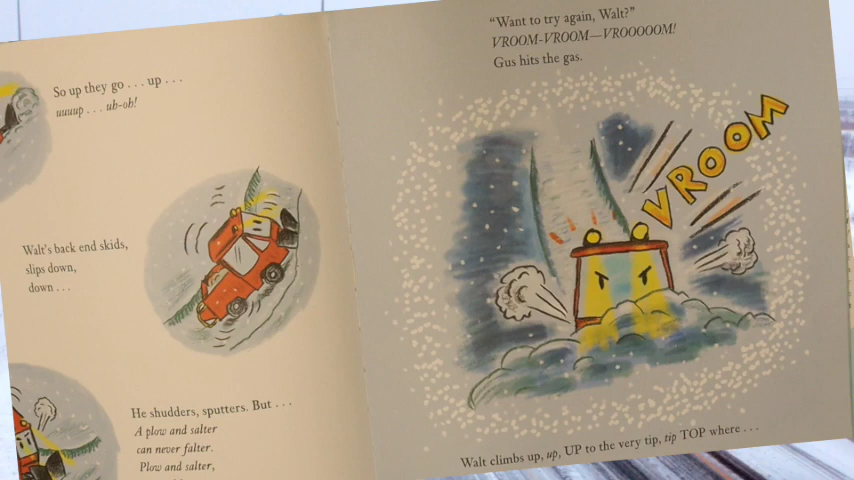 So up they go . . . up . . .
uuuup . . . uh-oh!
Walt's back end skids,
slips down,
down . . .
He shudders, sputters. But . . .
A plow and salter
can never falter.
Plow and salter,
"Want to try again, Walt?"
VROOM-VROOM—VROOOOOM!
Gus hits the gas.
VROOM
Walt climbs up, up, UP to the very tip, tip TOP where . . .